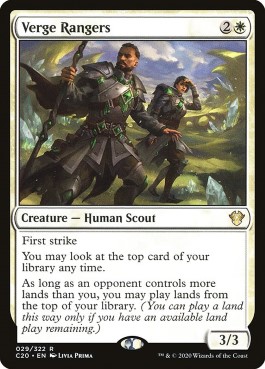 Verge Rangers 2
Creature — Human Scout
First strike
You may look at the top card of
your library any time.
As long as an opponent controls more
lands than you, you may play lands from
the top of your library. (You can play a land
this way only if you have an available land
play remaining.)
3/3
029/322 R
C20 • EN LIVIA PRIMA
™ & © 2020 Wizards of the Coast